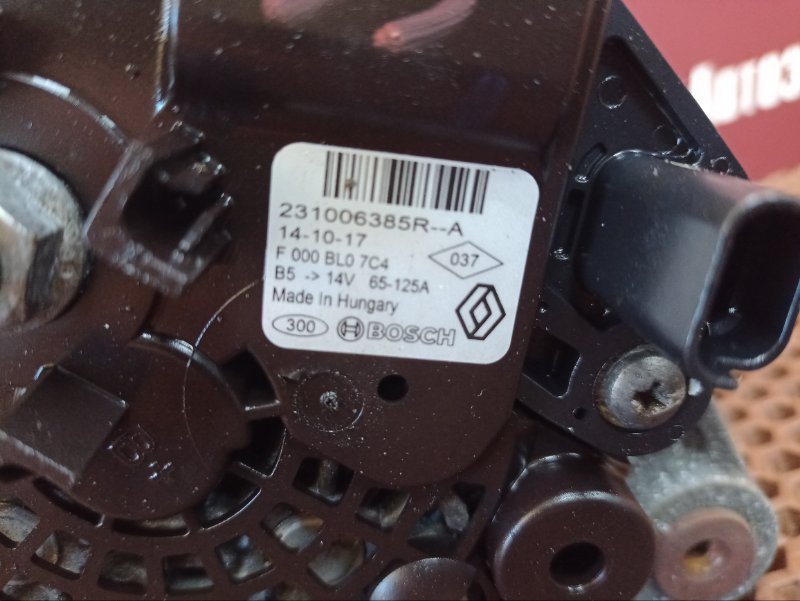 231006385R--A
14-10-17
037
F 000 BL0 7C4
B5 -> 14V 65-125A
Made In Hungary
300 BOSCH
B+